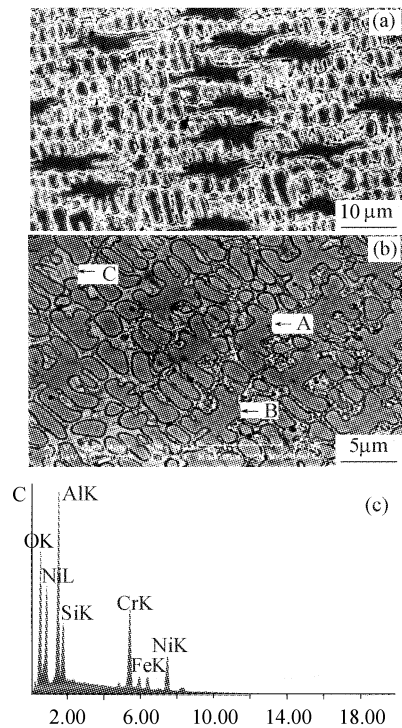 (a)
10 μm
(b)
C
A
B
5μm
C
AlK
(c)
OK
NiL
SiK
CrK
FeK
NiK
2.00 6.00 10.00 14.00 18.00